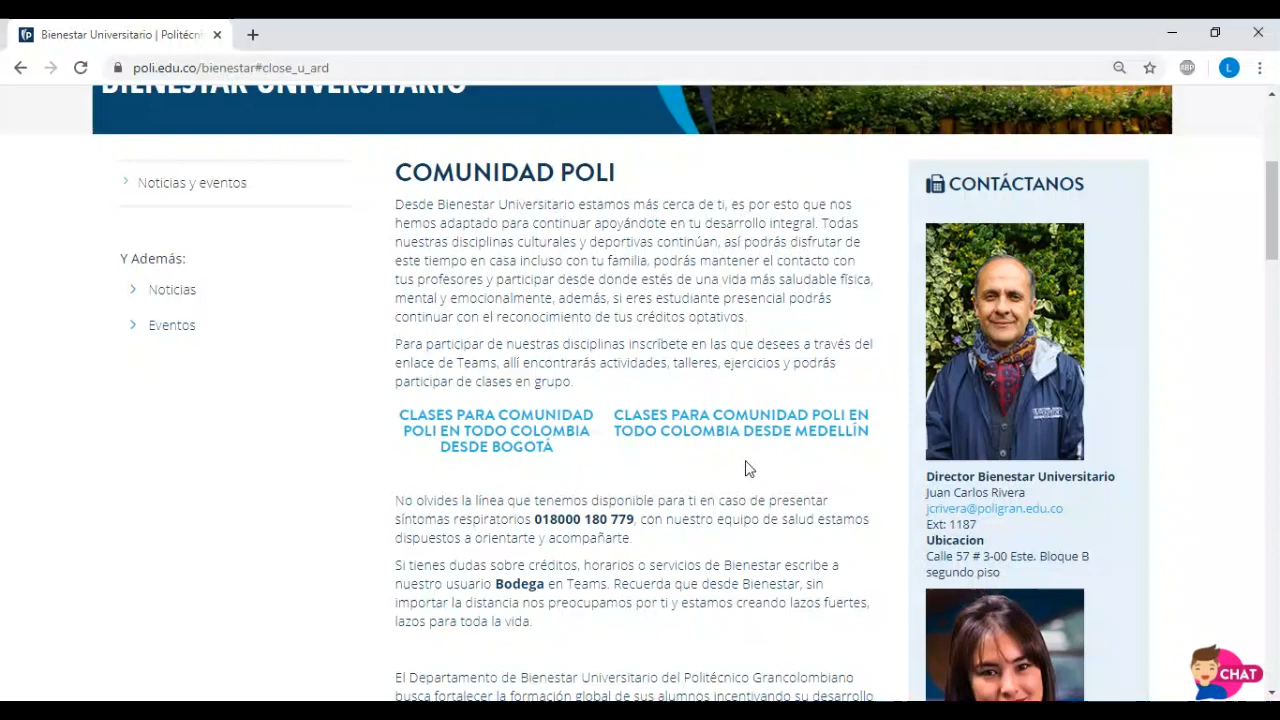 Bienestar Universitario | Politécni
poli.edu.co/bienestar#close_u_ard
L
BIENESTAR UNIVERSITARIO
Noticias y eventos
Y Además:
Noticias
Eventos
COMUNIDAD POLI
Desde Bienestar Universitario estamos más cerca de ti, es por esto que nos
hemos adaptado para continuar apoyándote en tu desarrollo integral. Todas
nuestras disciplinas culturales y deportivas continúan, así podrás disfrutar de
este tiempo en casa incluso con tu familia, podrás mantener el contacto con
tus profesores y participar desde donde estés de una vida más saludable física,
mental y emocionalmente, además, si eres estudiante presencial podrás
continuar con el reconocimiento de tus créditos optativos.
Para participar de nuestras disciplinas inscríbete en las que desees a través del
enlace de Teams, allí encontrarás actividades, talleres, ejercicios y podrás
participar de clases en grupo.
CLASES PARA COMUNIDAD
POLI EN TODO COLOMBIA
DESDE BOGOTÁ
CLASES PARA COMUNIDAD POLI EN
TODO COLOMBIA DESDE MEDELLÍN
No olvides la línea que tenemos disponible para ti en caso de presentar
síntomas respiratorios 018000 180 779, con nuestro equipo de salud estamos
dispuestos a orientarte y acompañarte.
Si tienes dudas sobre créditos, horarios o servicios de Bienestar escribe a
nuestro usuario Bodega en Teams. Recuerda que desde Bienestar, sin
importar la distancia nos preocupamos por ti y estamos creando lazos fuertes,
lazos para toda la vida.
El Departamento de Bienestar Universitario del Politécnico Grancolombiano
busca fortalecer la formación global de sus alumnos incentivando su desarrollo
CONTÁCTANOS
Director Bienestar Universitario
Juan Carlos Rivera
jcrivera@poligran.edu.co
Ext: 1187
Ubicacion
Calle 57 # 3-00 Este. Bloque B
segundo piso
CHAT